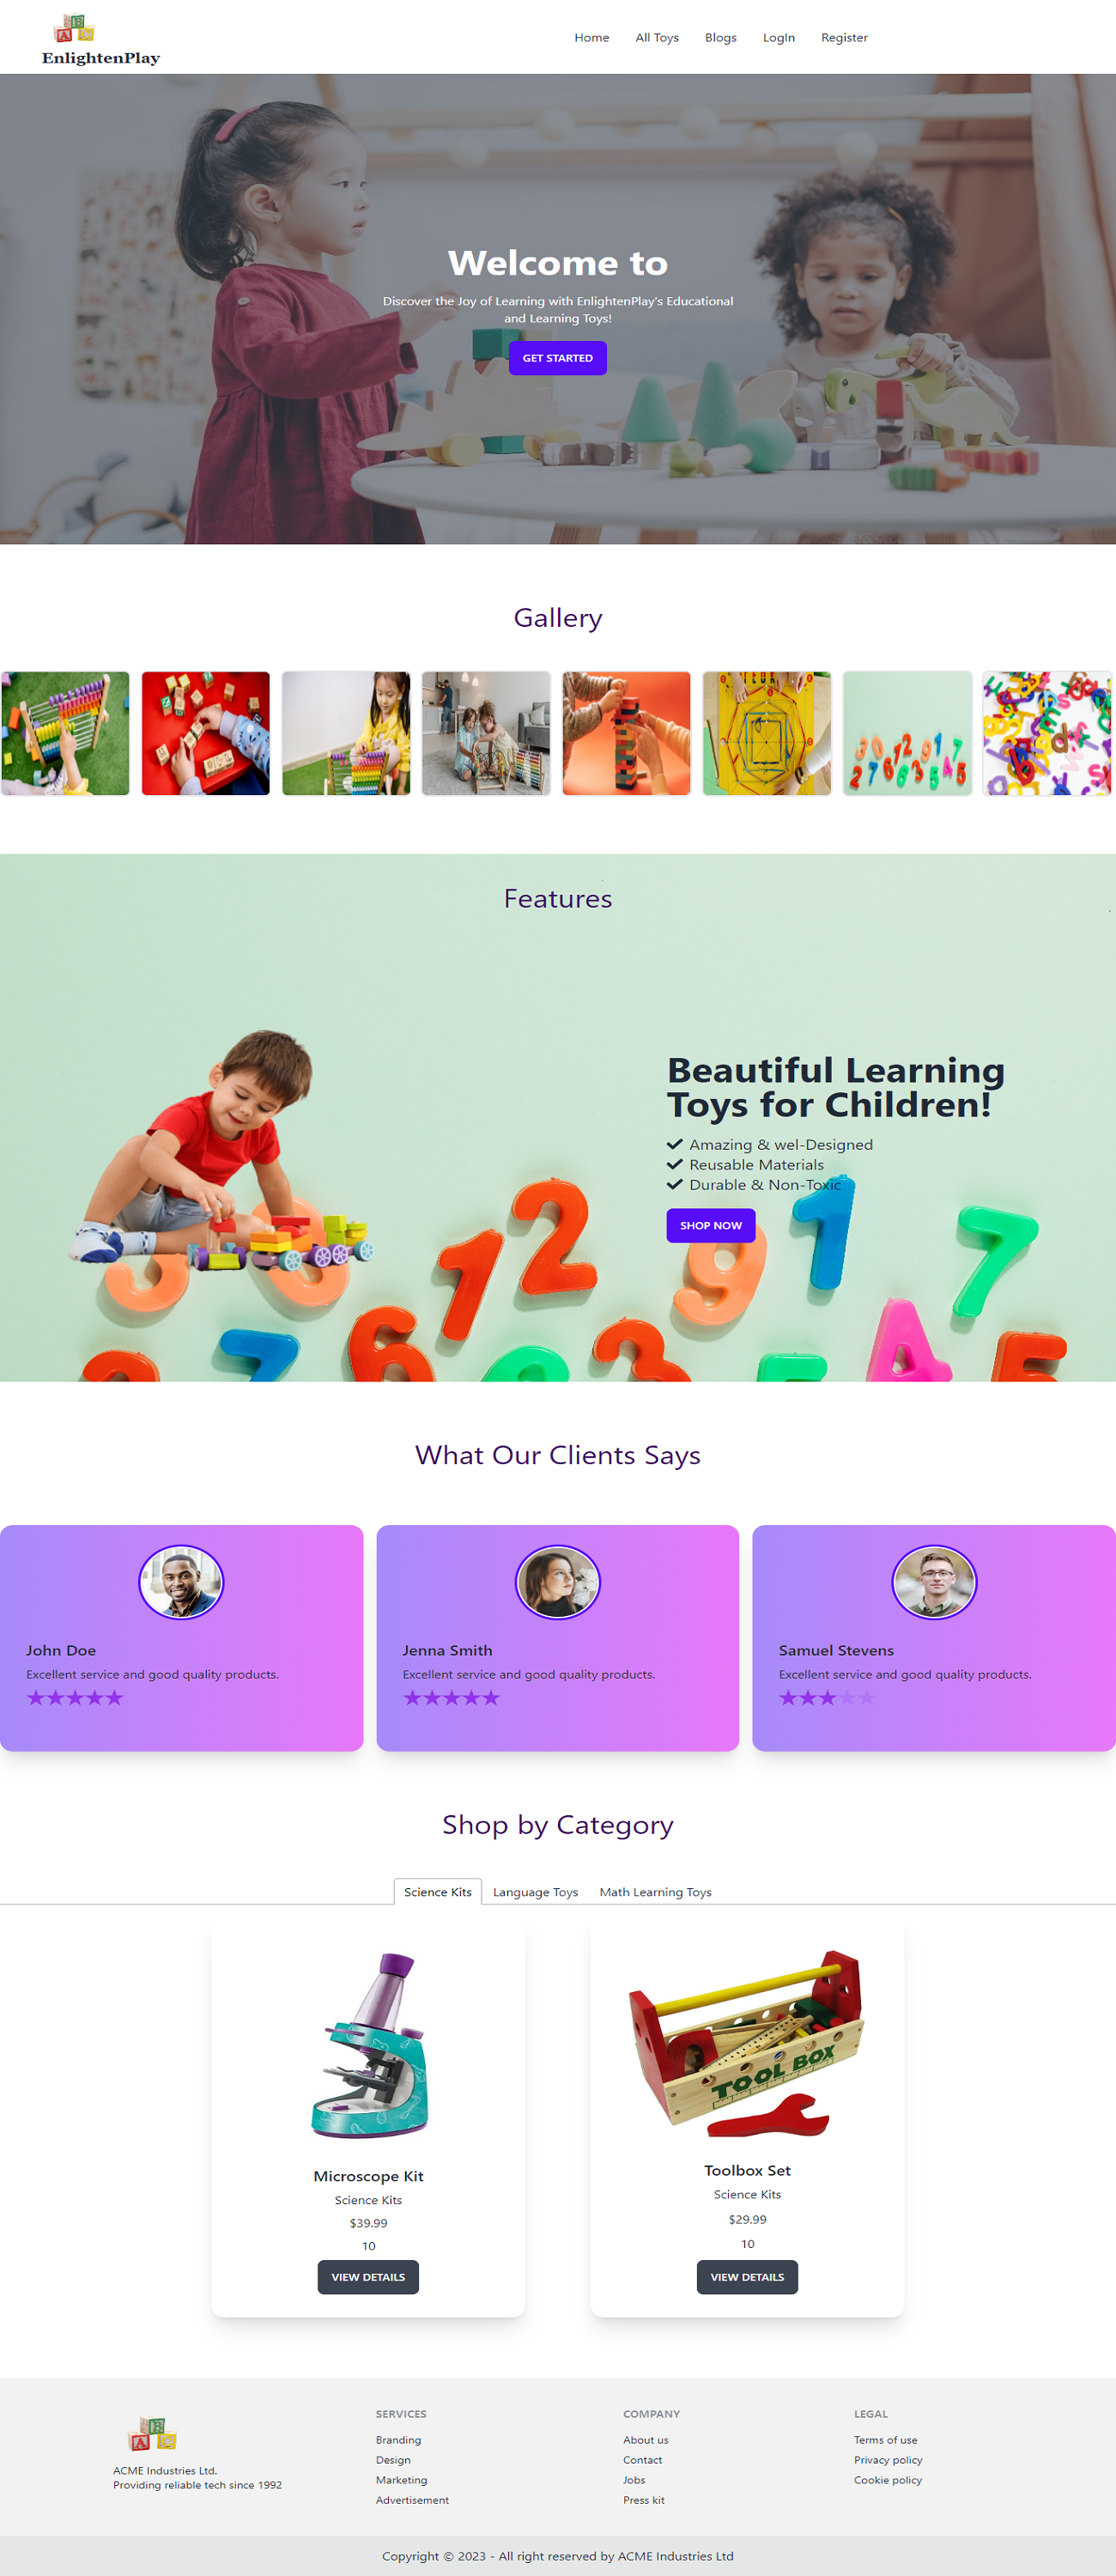 EnlightenPlay
Home
All Toys
Blogs
LogIn
Register
Welcome to
Discover the Joy of Learning with EnlightenPlay's Educational
and Learning Toys!
GET STARTED
Gallery
Features
Beautiful Learning
Toys for Children!
Amazing & wel-Designed
Reusable Materials
Durable & Non-Toxic
SHOP NOW
What Our Clients Says
John Doe
Excellent service and good quality products.
Jenna Smith
Excellent service and good quality products.
Samuel Stevens
Excellent service and good quality products.
Shop by Category
Science Kits
Language Toys
Math Learning Toys
TOOL BOX
Microscope Kit
Science Kits
$39.99
10
VIEW DETAILS
Toolbox Set
Science Kits
$29.99
10
VIEW DETAILS
ACME Industries Ltd.
Providing reliable tech since 1992
SERVICES
Branding
Design
Marketing
Advertisement
COMPANY
About us
Contact
Jobs
Press kit
LEGAL
Terms of use
Privacy policy
Cookie policy
Copyright © 2023 - All right reserved by ACME Industries Ltd